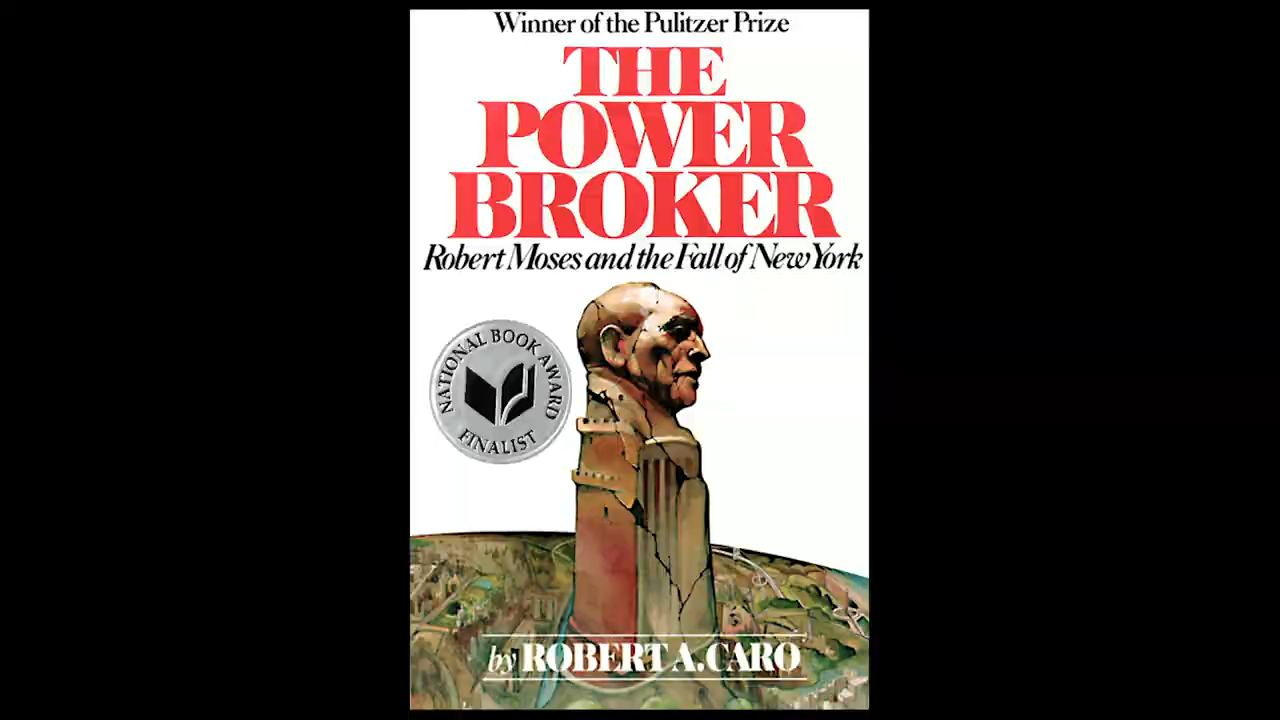 Winner of the Pulitzer Prize
THE
POWER
BROKER
Robert Moses and the Fall of New York
NATIONAL BOOK AWARD
FINALIST
by ROBERT A. CARO